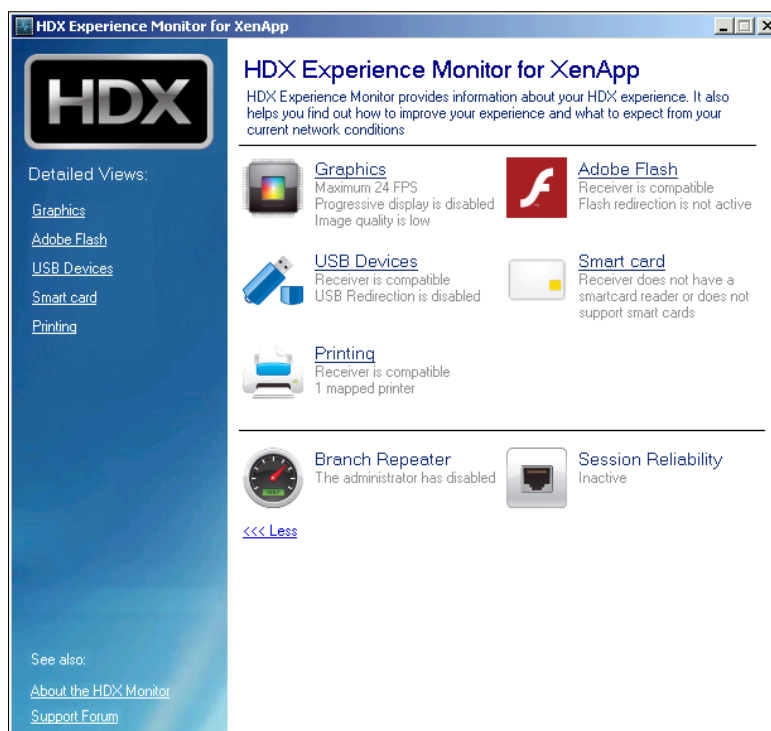 HDX Experience Monitor for XenApp
HDX
Detailed Views:
Graphics
Adobe Flash
USB Devices
Smart card
Printing
See also:
About the HDX Monitor
Support Forum
HDX Experience Monitor for XenApp
HDX Experience Monitor provides information about your HDX experience. It also
helps you find out how to improve your experience and what to expect from your
current network conditions
Graphics
Maximum 24 FPS
Progressive display is disabled
Image quality is low
Adobe Flash
Receiver is compatible
Flash redirection is not active
USB Devices
Receiver is compatible
USB Redirection is disabled
Smart card
Receiver does not have a
smartcard reader or does not
support smart cards
Printing
Receiver is compatible
1 mapped printer
Branch Repeater
The administrator has disabled
Session Reliability
Inactive
<<< Less